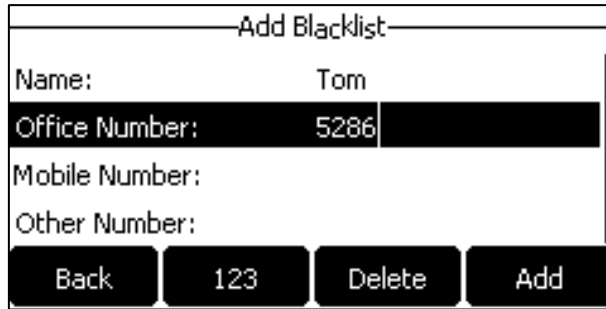 Add Blacklist
Name: Tom
Office Number: 5286
Mobile Number:
Other Number:
Back 123 Delete Add